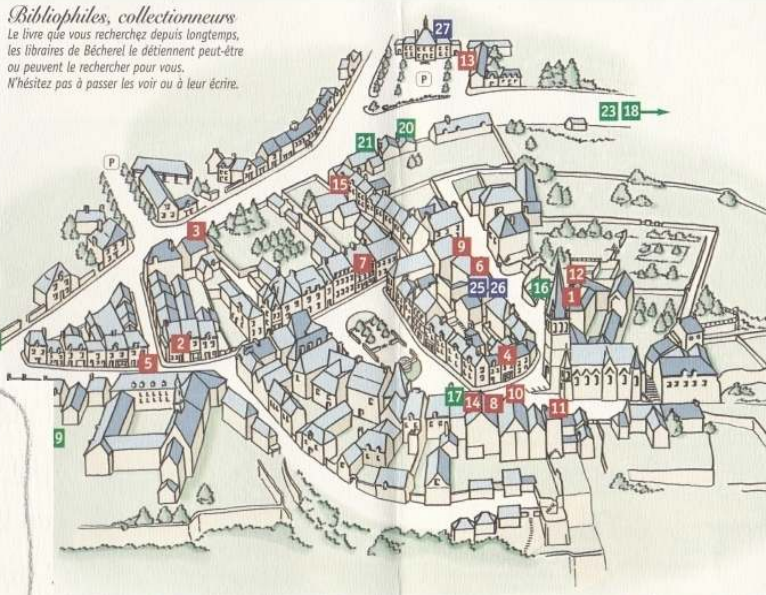 Bibliophiles, collectionneurs
Le livre que vous recherchez depuis longtemps,
les libraires de Bécherel le détiennent peut-être
ou peuvent le rechercher pour vous.
N'hésitez pas à passer les voir ou à leur écrire.
27
13
P
23 18
20
21
P
15
3
9
7
6
12
25 26
16
1
2
4
5
10
17 14 8
11
9